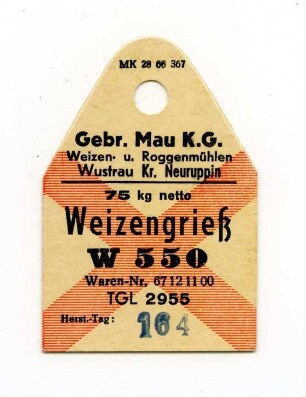 MK 28 66 367
Gebr. Mau K.G.
Weizen- u. Roggenmühlen
Wustrau Kr. Neuruppin
75 kg netto
Weizengrieß
W 550
Waren-Nr. 67 12 11 00
TGL 2955
Herst.-Tag: 164